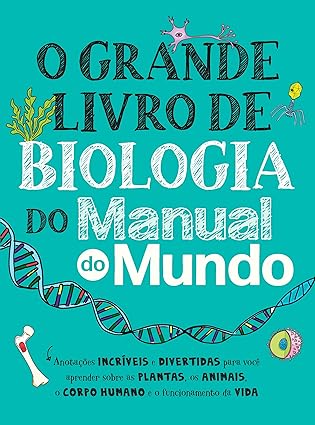 O GRANDE
LIVRO DE
BIOLOGIA
DO Manual
do Mundo
Anotações INCRÍVEIS e DIVERTIDAS para você
aprender sobre as PLANTAS, os ANIMAIS,
o CORPO HUMANO e o funcionamento da VIDA